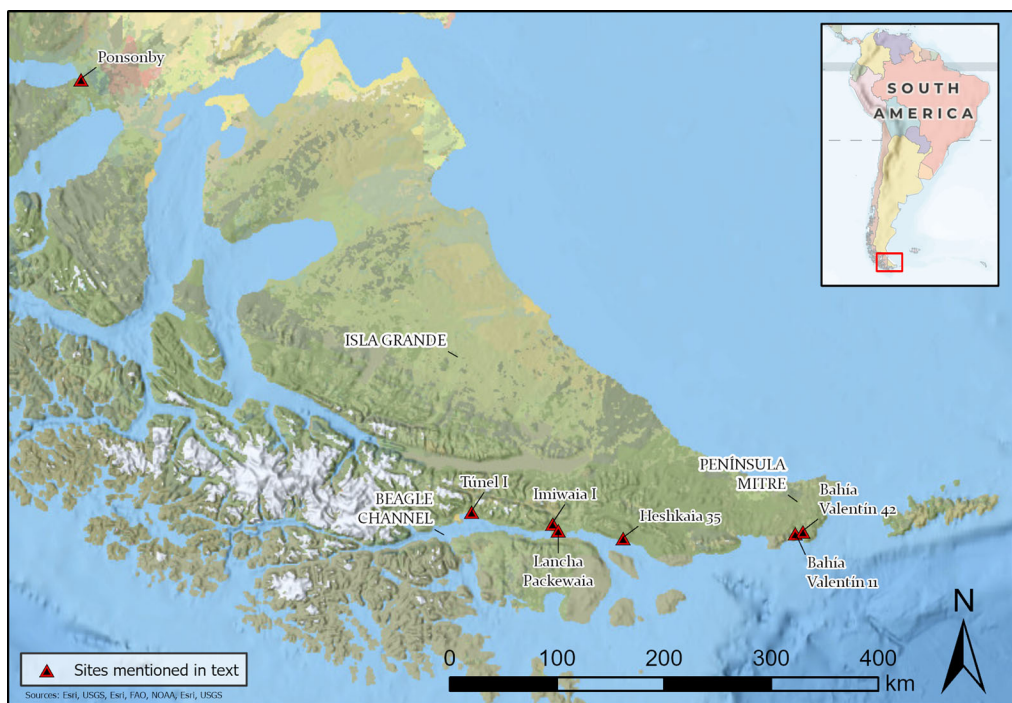 Ponsonby
SOUTH
AMERICA
ISLA GRANDE
PENÍNSULA
MITRE
Túnel I
Imiwaia I
BEAGLE
CHANNEL
Heshkaia 35
Bahía
Valentín 42
Lancha
Packewaia
Bahía
Valentín 11
N
Sites mentioned in text
0 100 200 300 400
km
Sources: Esri, USGS, Esri, FAO, NOAA, Esri, USGS